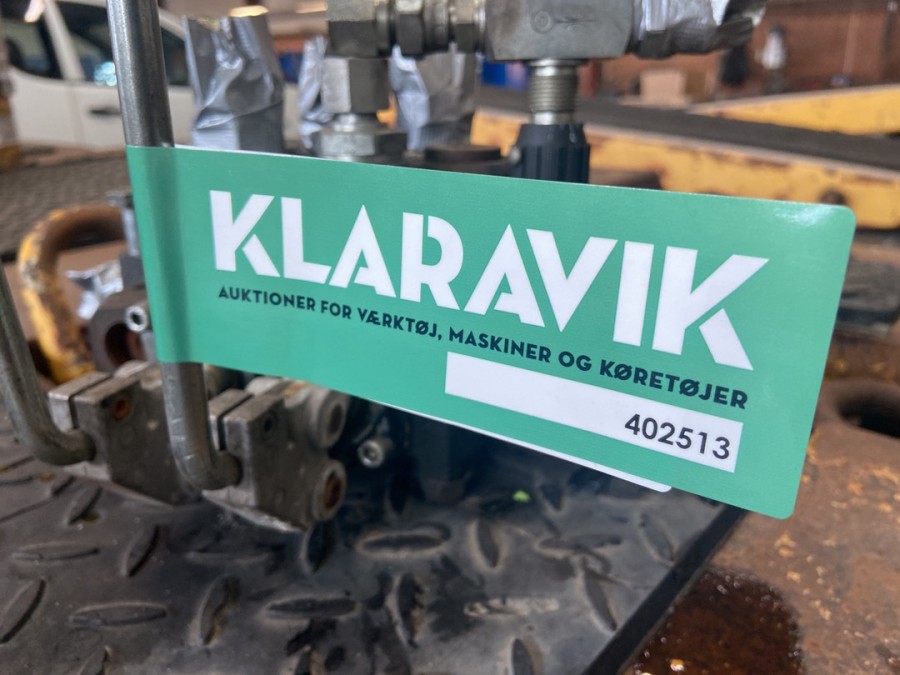 KLARAVIK
AUKTIONER FOR VÆRKTØJ, MASKINER OG KØRETØJER
402513